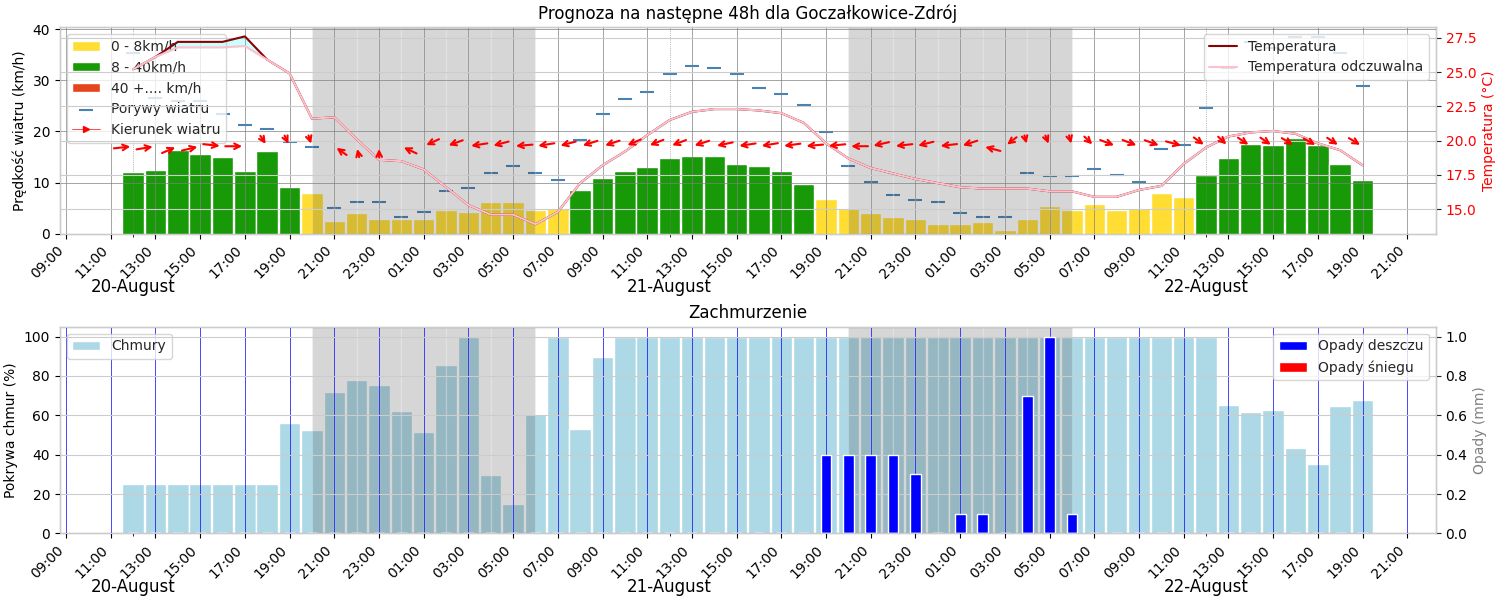 Prognoza na następne 48h dla Goczałkowice-Zdrój
Prędkość wiatru (km/h)
40
30
20
10
0
0 - 8km/h
8 - 40km/h
40 +.... km/h
Porywy wiatru
Kierunek wiatru
Temperatura
Temperatura odczuwalna
27.5
25.0
22.5
20.0
17.5
15.0
Temperatura (°C)
09:00 11:00 13:00 15:00 17:00 19:00 21:00 23:00 01:00 03:00 05:00 07:00 09:00 11:00 13:00 15:00 17:00 19:00 21:00 23:00 01:00 03:00 05:00 07:00 09:00 11:00 13:00 15:00 17:00 19:00 21:00
20-August 21-August 22-August
Zachmurzenie
Pokrywa chmur (%)
100
80
60
40
20
0
Chmury
Opady deszczu
Opady śniegu
1.0
0.8
0.6
0.4
0.2
0.0
Opady (mm)
09:00 11:00 13:00 15:00 17:00 19:00 21:00 23:00 01:00 03:00 05:00 07:00 09:00 11:00 13:00 15:00 17:00 19:00 21:00 23:00 01:00 03:00 05:00 07:00 09:00 11:00 13:00 15:00 17:00 19:00 21:00
20-August 21-August 22-August